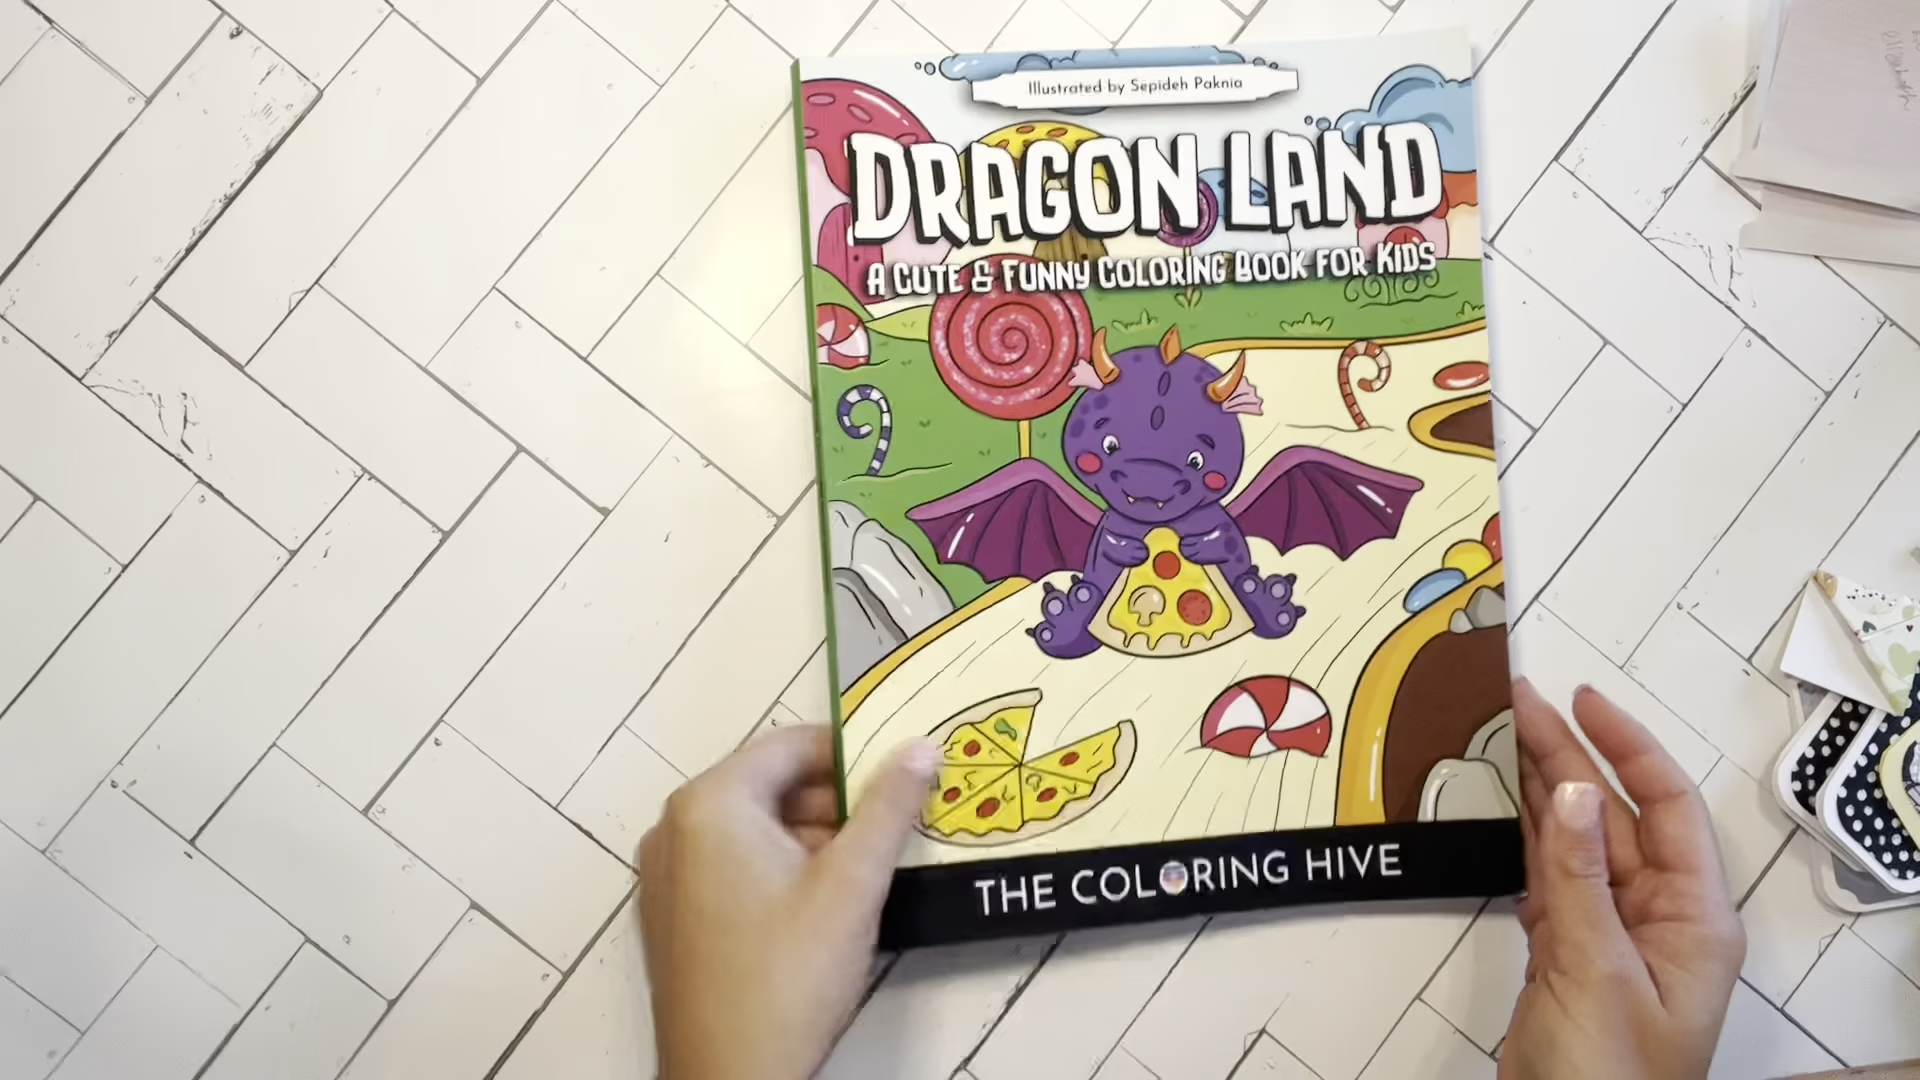 Illustrated by Sepideh Paknia
DRAGON LAND
A CUTE & FUNNY COLORING BOOK FOR KIDS
THE COLORING HIVE